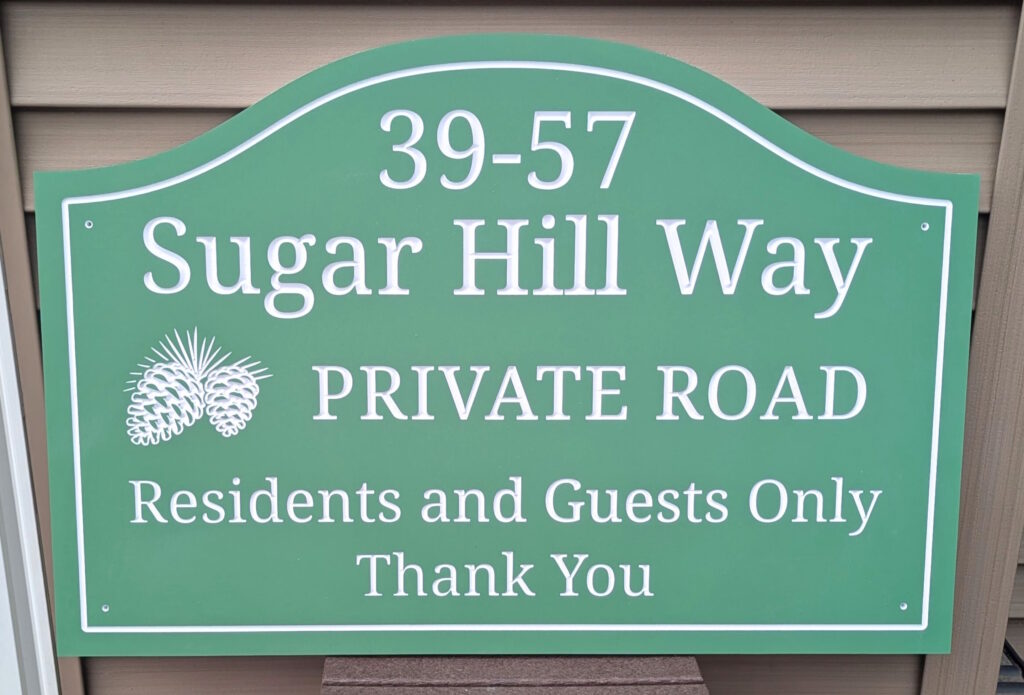 39-57
Sugar Hill Way
PRIVATE ROAD
Residents and Guests Only
Thank You